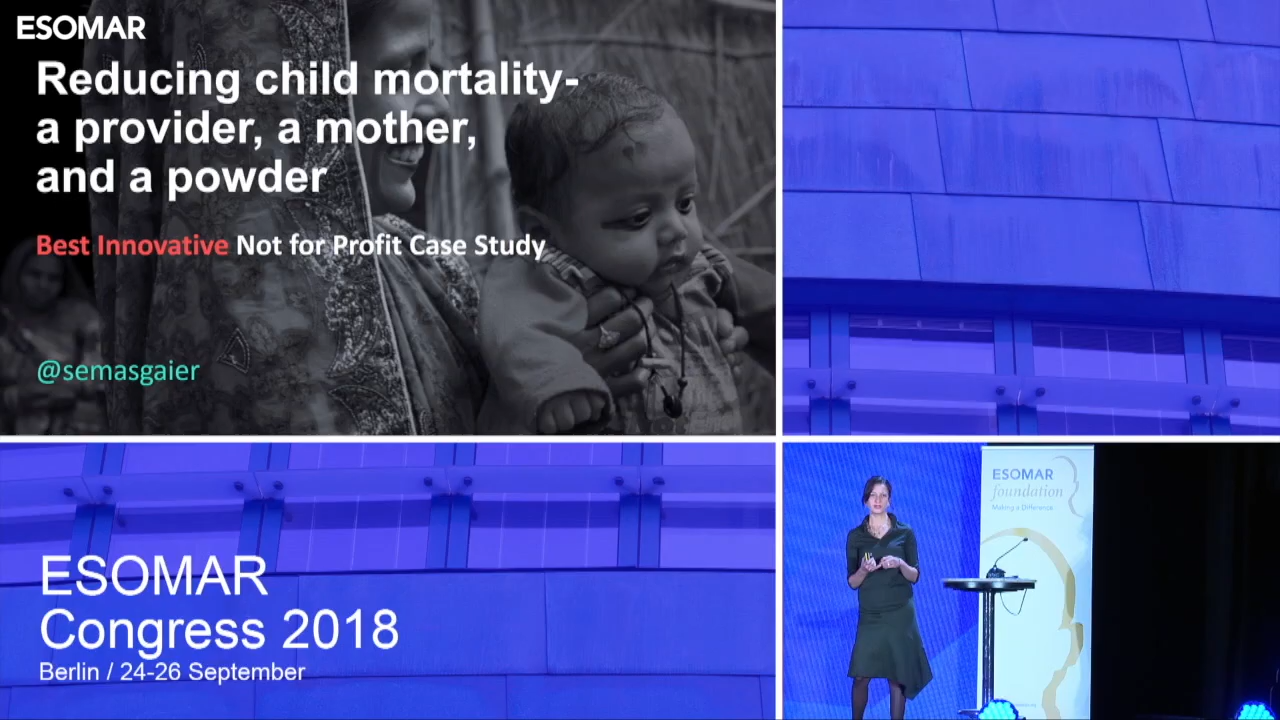 ESOMAR
Reducing child mortality-
a provider, a mother,
and a powder
Best Innovative Not for Profit Case Study
@semasgaier
ESOMAR
Congress 2018
Berlin / 24-26 September
ESOMAR
foundation
Making a Difference